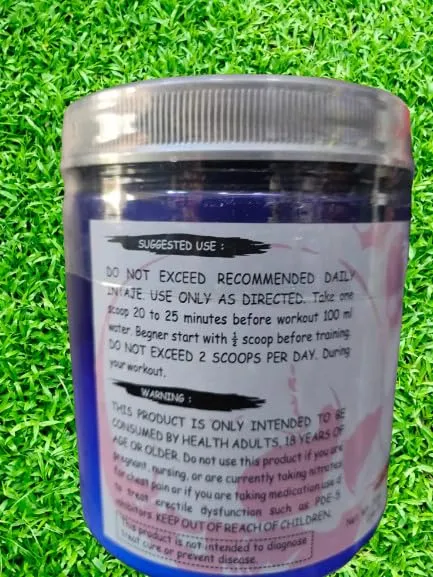 SUGGESTED USE :
DO NOT EXCEED RECOMMENDED DAILY
INTAJE. USE ONLY AS DIRECTED. Take one
scoop 20 to 25 minutes before workout 100 ml
water. Begner start with ½ scoop before training.
DO NOT EXCEED 2 SCOOPS PER DAY. During
your workout.
WARNING :
THIS PRODUCT IS ONLY INTENDED TO BE
CONSUMED BY HEALTH ADULTS, 18 YEARS OF
AGE OR OLDER. Do not use this product if you are
pregnant, nursing, or are currently taking nitrates
for chest pain or if you are taking medication use d
to treat erectile dysfunction such as PDE-5
inhibitors. KEEP OUT OF REACH OF CHILDREN.
This product is not intended to diagnose
treat cure or prevent disease.